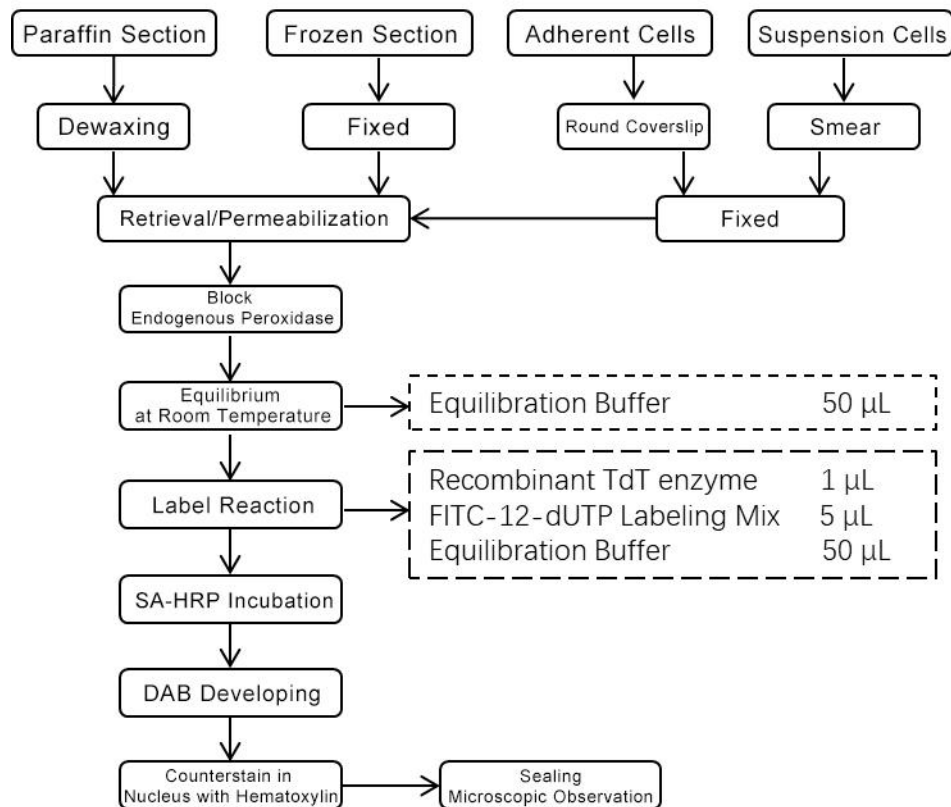 Paraffin Section
Frozen Section
Adherent Cells
Suspension Cells
Dewaxing
Fixed
Round Coverslip
Smear
Retrieval/Permeabilization
Fixed
Block
Endogenous Peroxidase
Equilibrium
at Room Temperature
Equilibration Buffer 50 μL
Label Reaction
Recombinant TdT enzyme 1 μL
FITC-12-dUTP Labeling Mix 5 μL
Equilibration Buffer 50 μL
SA-HRP Incubation
DAB Developing
Counterstain in
Nucleus with Hematoxylin
Sealing
Microscopic Observation